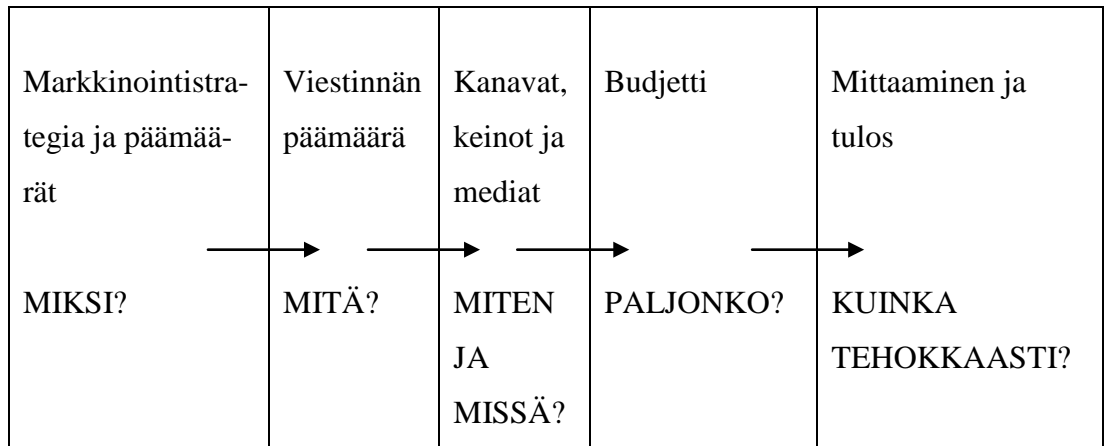 Markkinointistra-
tegia ja päämää-
rät
MIKSI?
Viestinnän
päämäärä
MITÄ?
Kanavat,
keinot ja
mediat
MITEN
JA
MISSÄ?
Budjetti
PALJONKO?
Mittaaminen ja
tulos
KUINKA
TEHOKKAASTI?